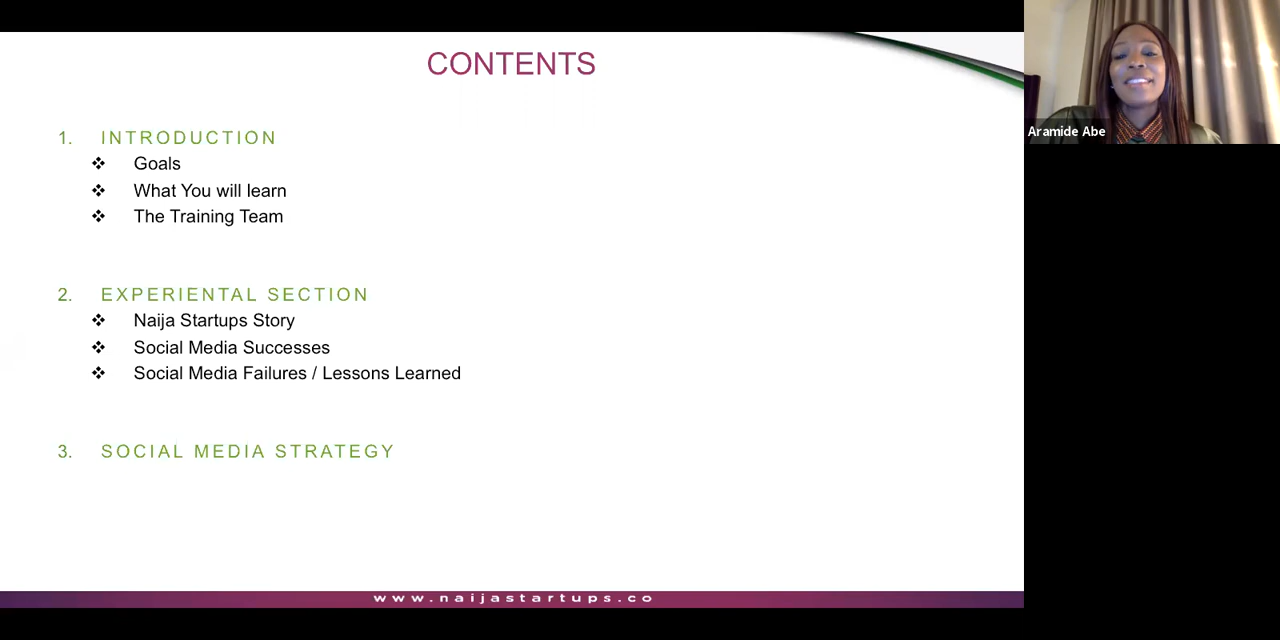 CONTENTS
1. INTRODUCTION
❖ Goals
❖ What You will learn
❖ The Training Team
2. EXPERIENTAL SECTION
❖ Naija Startups Story
❖ Social Media Successes
❖ Social Media Failures / Lessons Learned
3. SOCIAL MEDIA STRATEGY
www.naijastartups.co
Aramide Abe